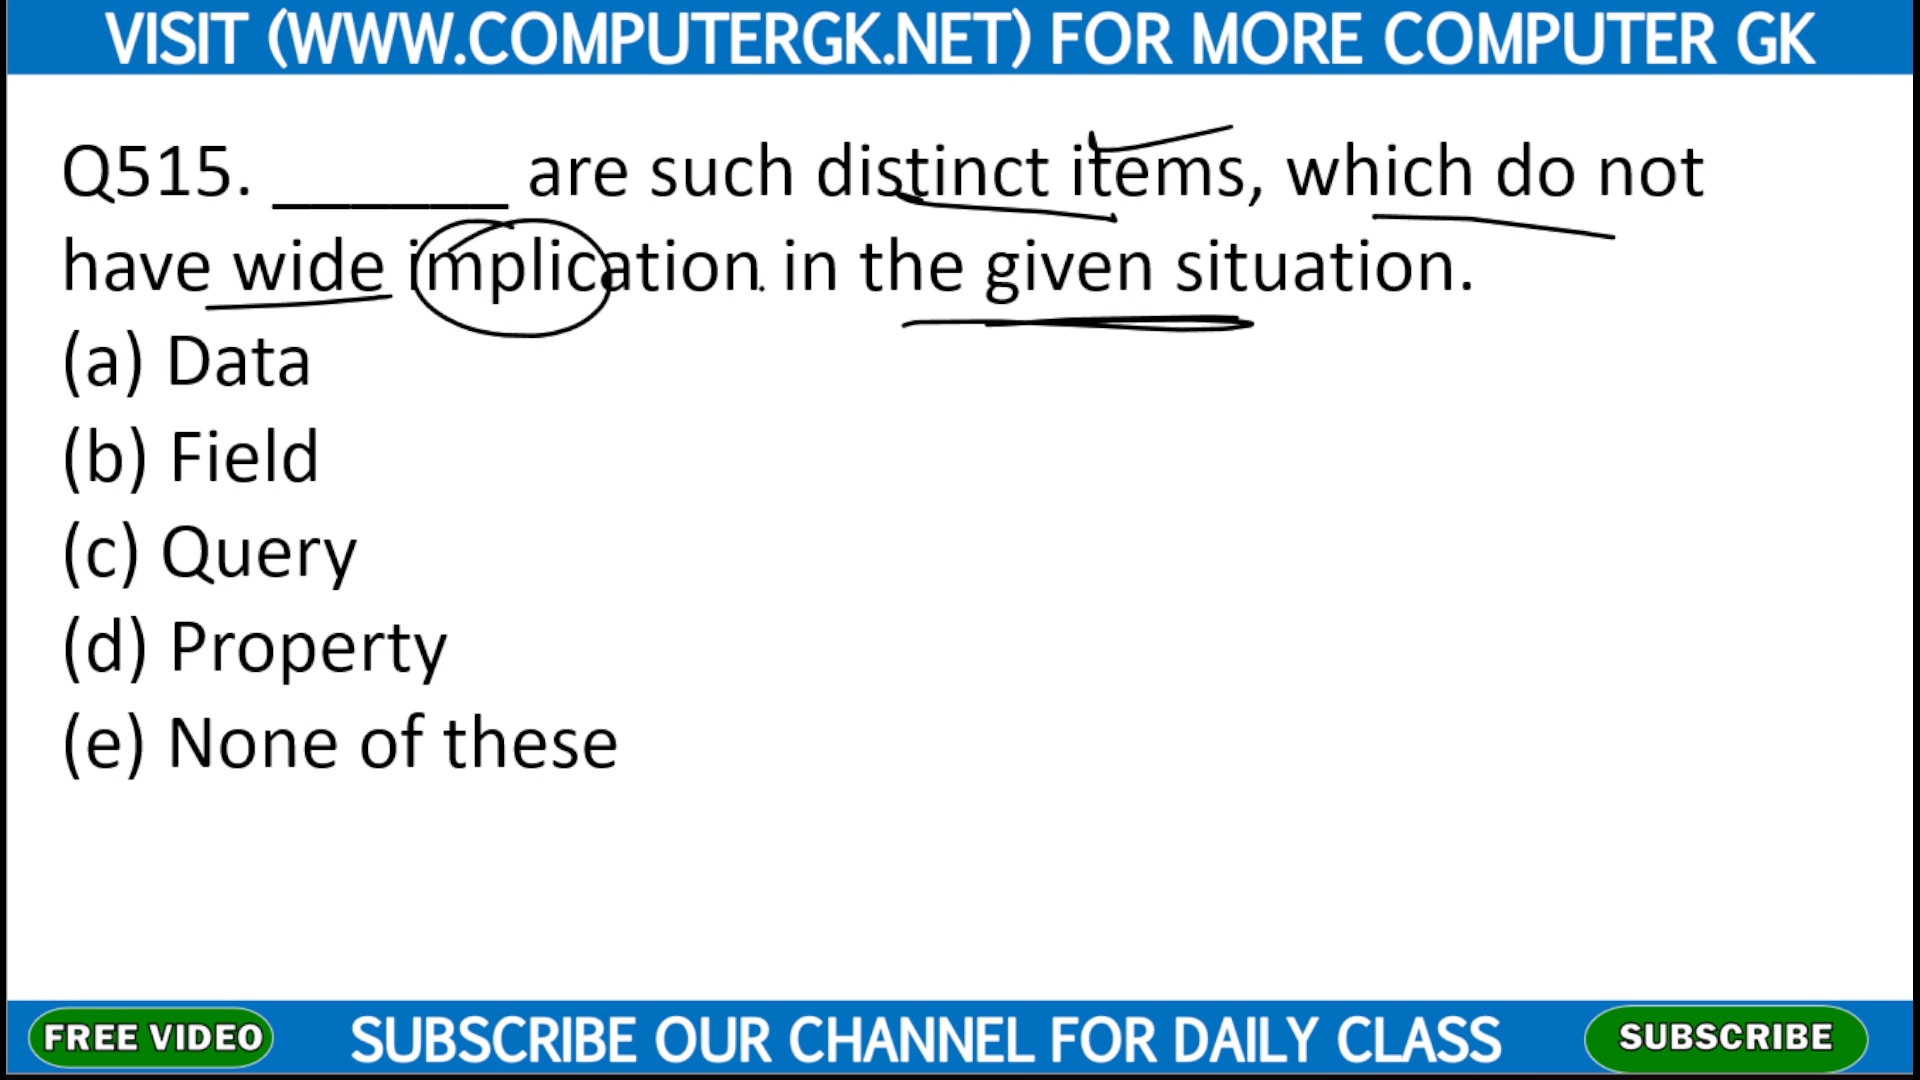 VISIT (WWW.COMPUTERGK.NET) FOR MORE COMPUTER GK
Q515. ______ are such distinct items, which do not
have wide implication in the given situation.
(a) Data
(b) Field
(c) Query
(d) Property
(e) None of these
FREE VIDEO SUBSCRIBE OUR CHANNEL FOR DAILY CLASS SUBSCRIBE